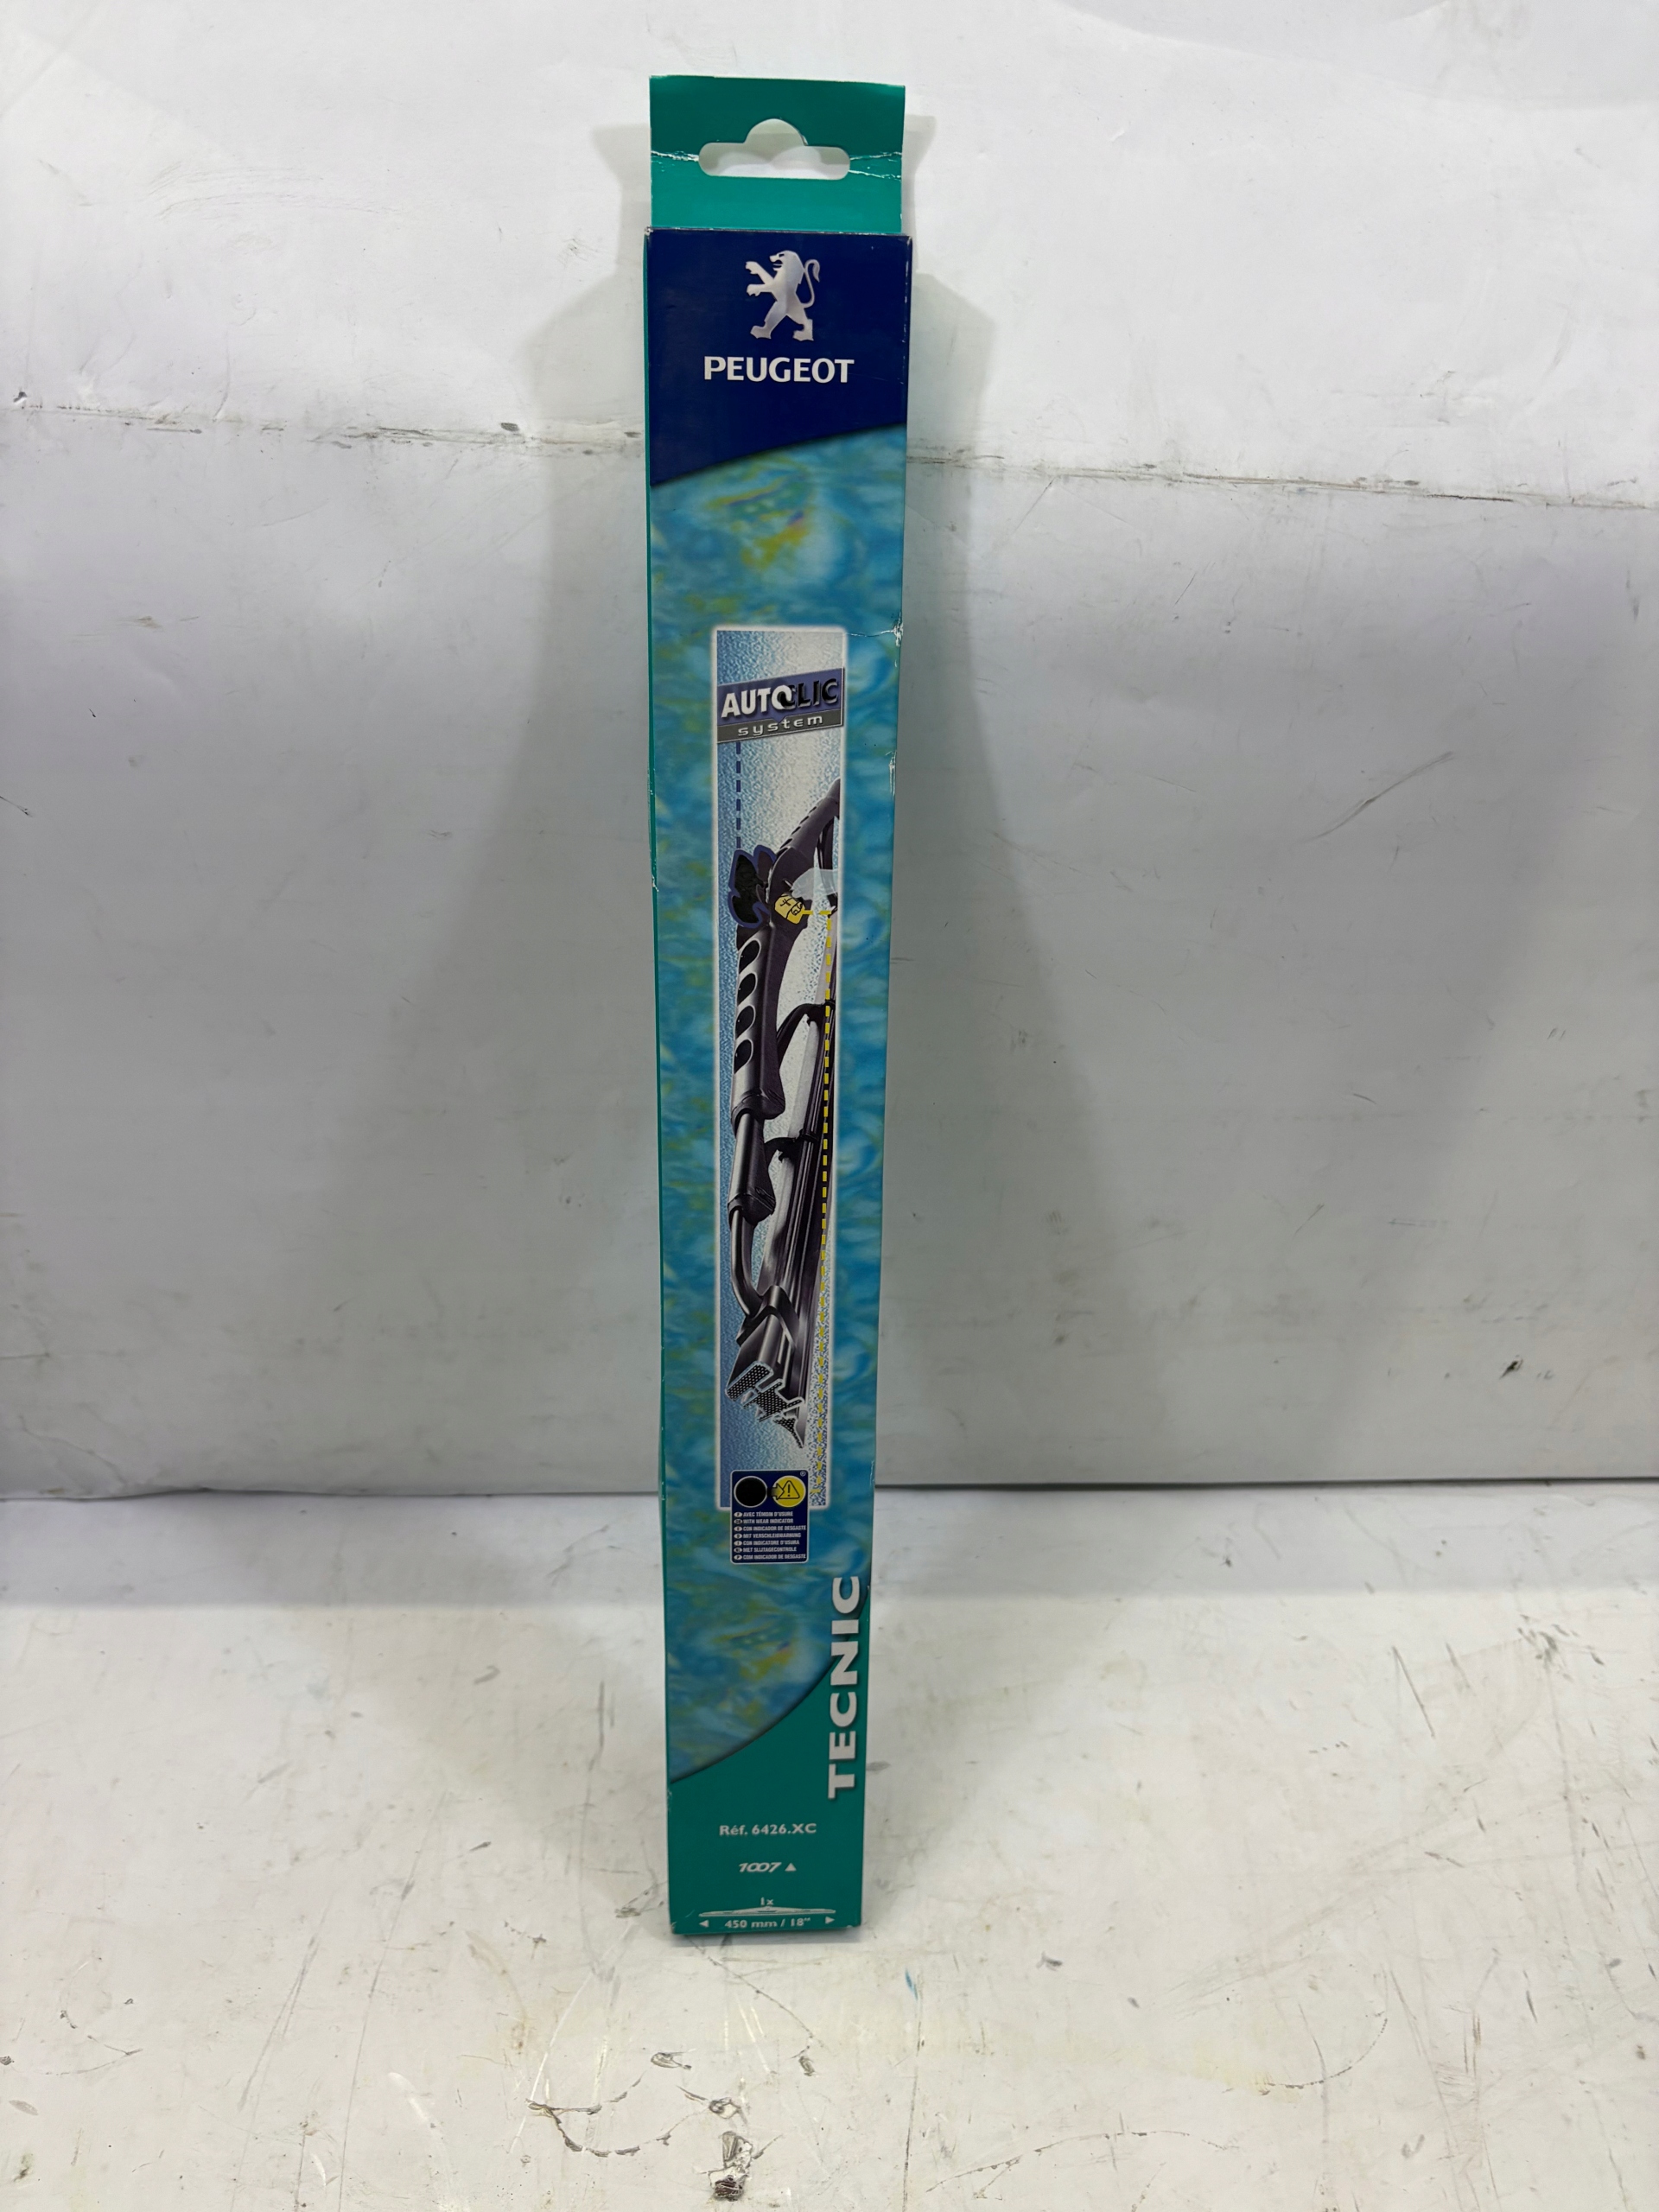 PEUGEOT
AUTOCLIC
system
®
F AVEC TÉMOIN D'USURE
WITH WEAR INDICATOR
E CON INDICADOR DE DESGASTE
MIT VERSCHLEISSWARNUNG
I CON INDICATORE D'USURA
MET SLIJTAGECONTROLE
P COM INDICADOR DE DESGASTE
TECNIC
Réf. 6426.XC
1007 ▲
1x
◄ 450 mm / 18" ►